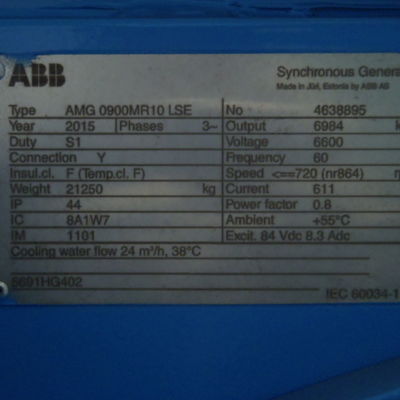 ABB
Synchronous Genera
Made in Jüri, Estonia by ABB AS
Type AMG 0900MR10 LSE No 4638895
Year 2015 Phases 3~ Output 6984
Duty S1 Voltage 6600
Connection Y Frequency 60
Insul.cl. F (Temp.cl. F) Speed <==720 (nr864)
Weight 21250 kg Current 611
IP 44 Power factor 0.8
IC 8A1W7 Ambient +55°C
IM 1101 Excit. 84 Vdc 8.3 Adc
Cooling water flow 24 m³/h, 38°C
5691HG402
IEC 60034-1